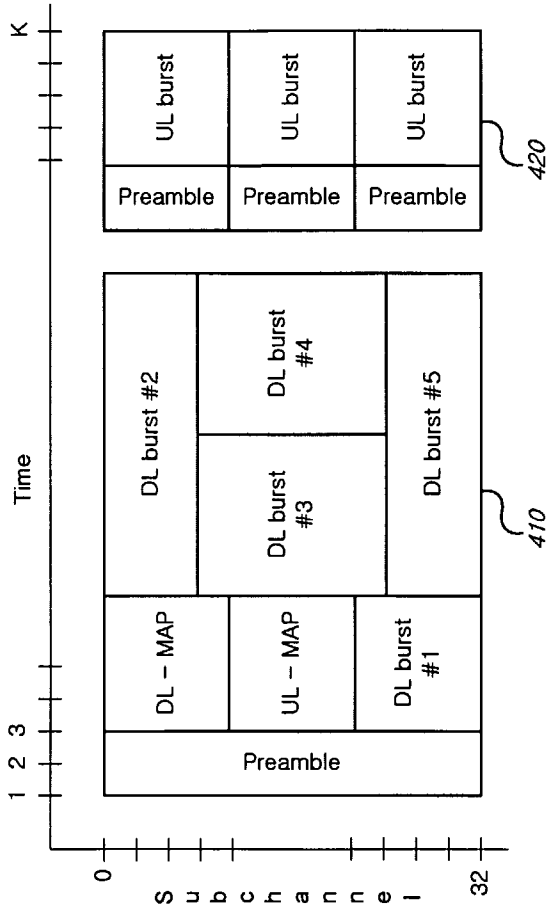 Time
1 2 3 K
0
S
u
b
c
h
a
n
n
e
l
32
Preamble
DL – MAP
UL – MAP
DL burst
#1
DL burst #2
DL burst
#3
DL burst
#4
DL burst #5
Preamble
UL burst
Preamble
UL burst
Preamble
UL burst
410
420